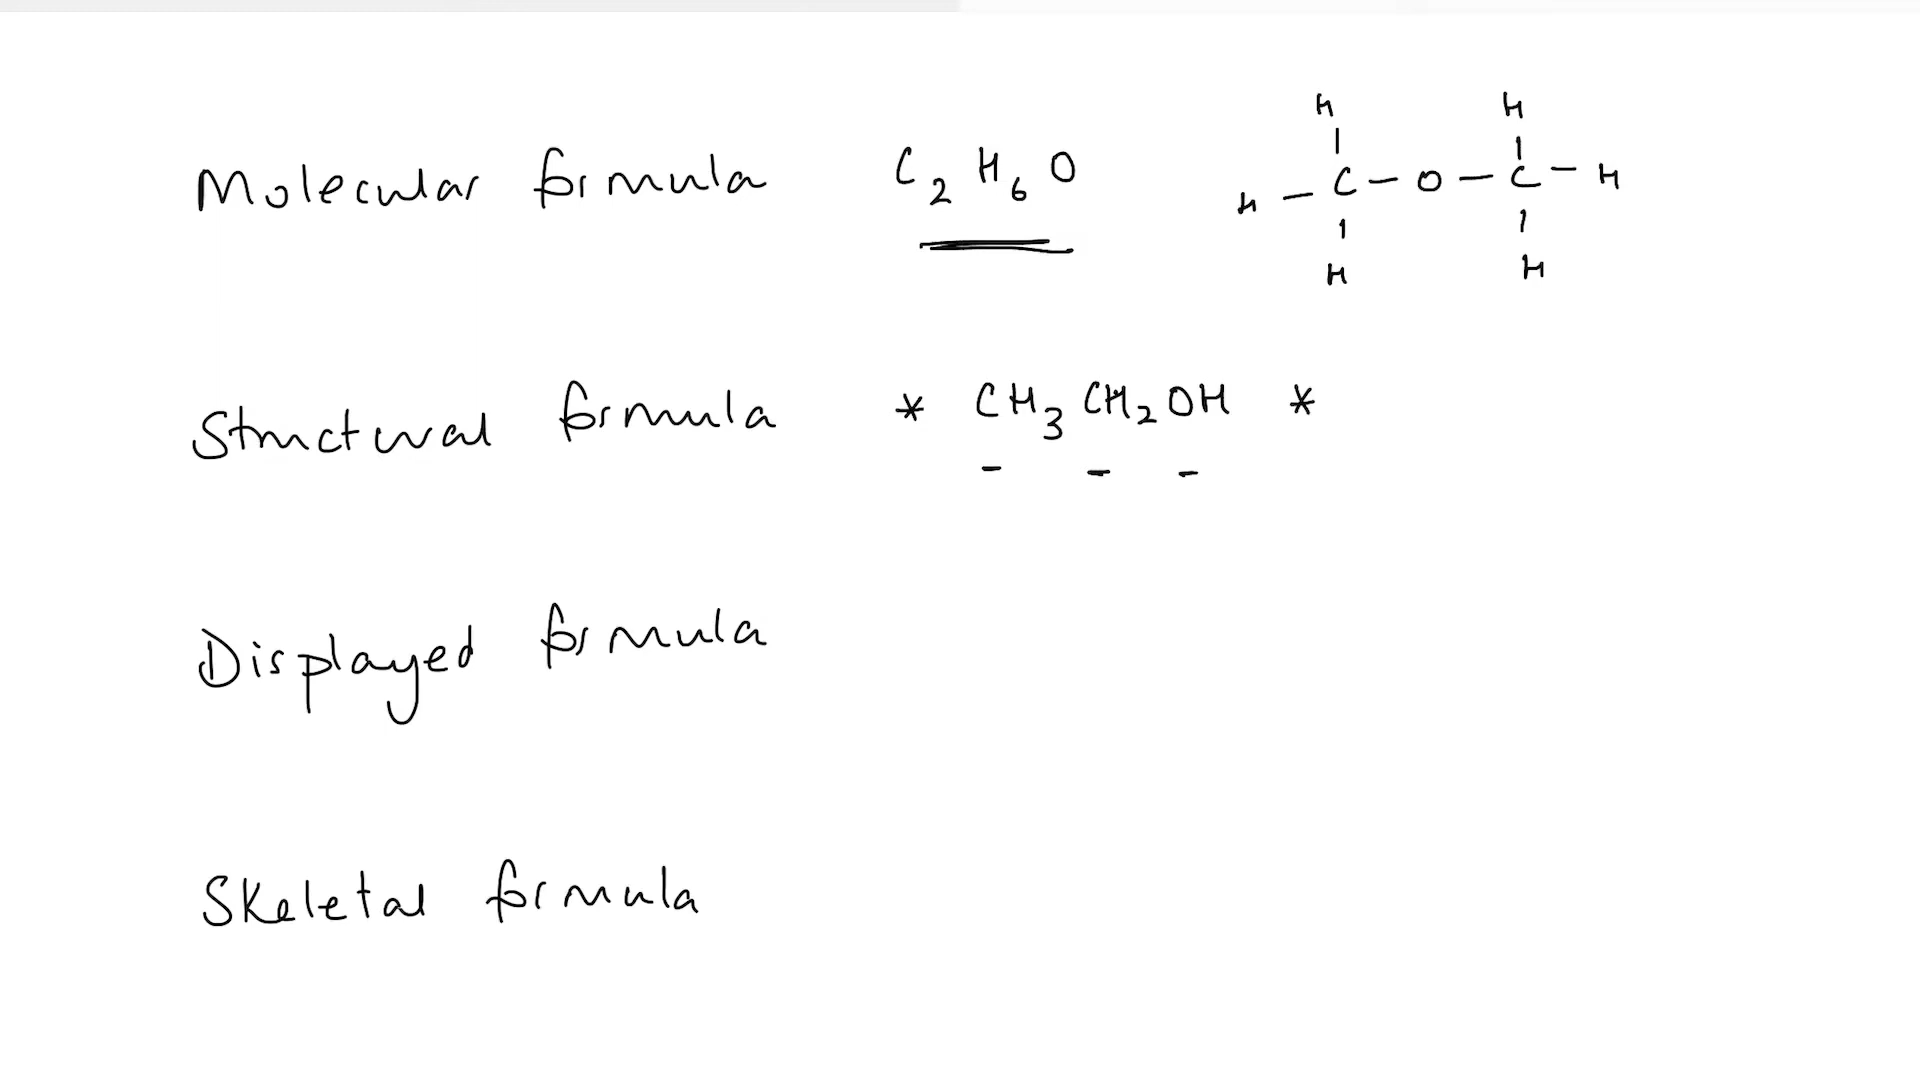 Molecular formula C₂H₆O
H H
H – C – O – C – H
H H
Structural formula * CH₃CH₂OH *
Displayed formula
Skeletal formula